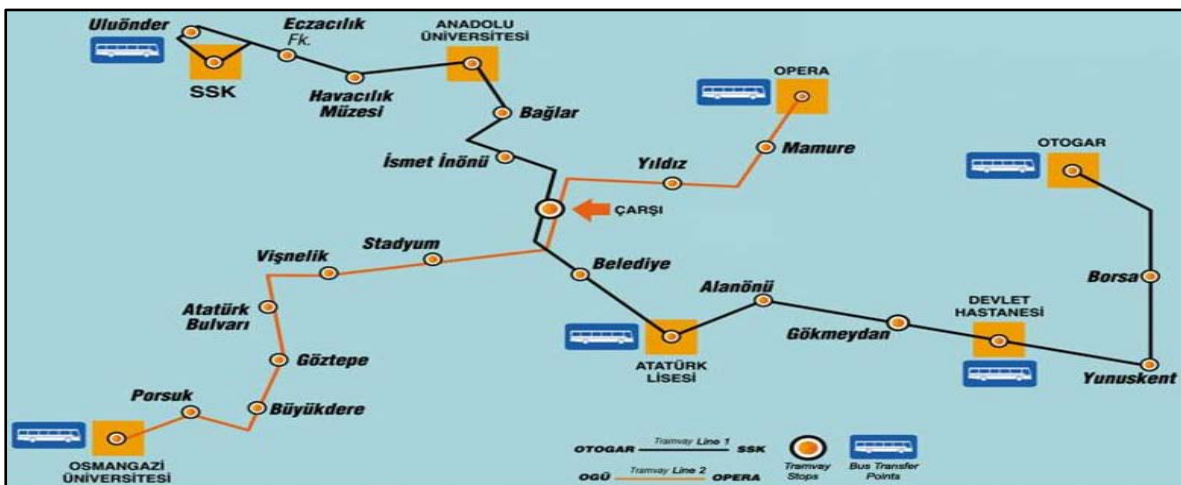 Uluönder
SSK
Eczacılık
Fk.
Havacılık
Müzesi
ANADOLU
ÜNİVERSİTESİ
Bağlar
İsmet İnönü
ÇARŞI
Yıldız
Mamure
OPERA
OTOGAR
Borsa
Yunuskent
DEVLET
HASTANESİ
Gökmeydan
Alanönü
ATATÜRK
LİSESİ
Belediye
Stadyum
Vişnelik
Atatürk
Bulvarı
Göztepe
Büyükdere
Porsuk
OSMANGAZİ
ÜNİVERSİTESİ
OTOGAR Tramvay Line 1 SSK
OGÜ Tramvay Line 2 OPERA
Tramvay
Stops
Bus Transfer
Points